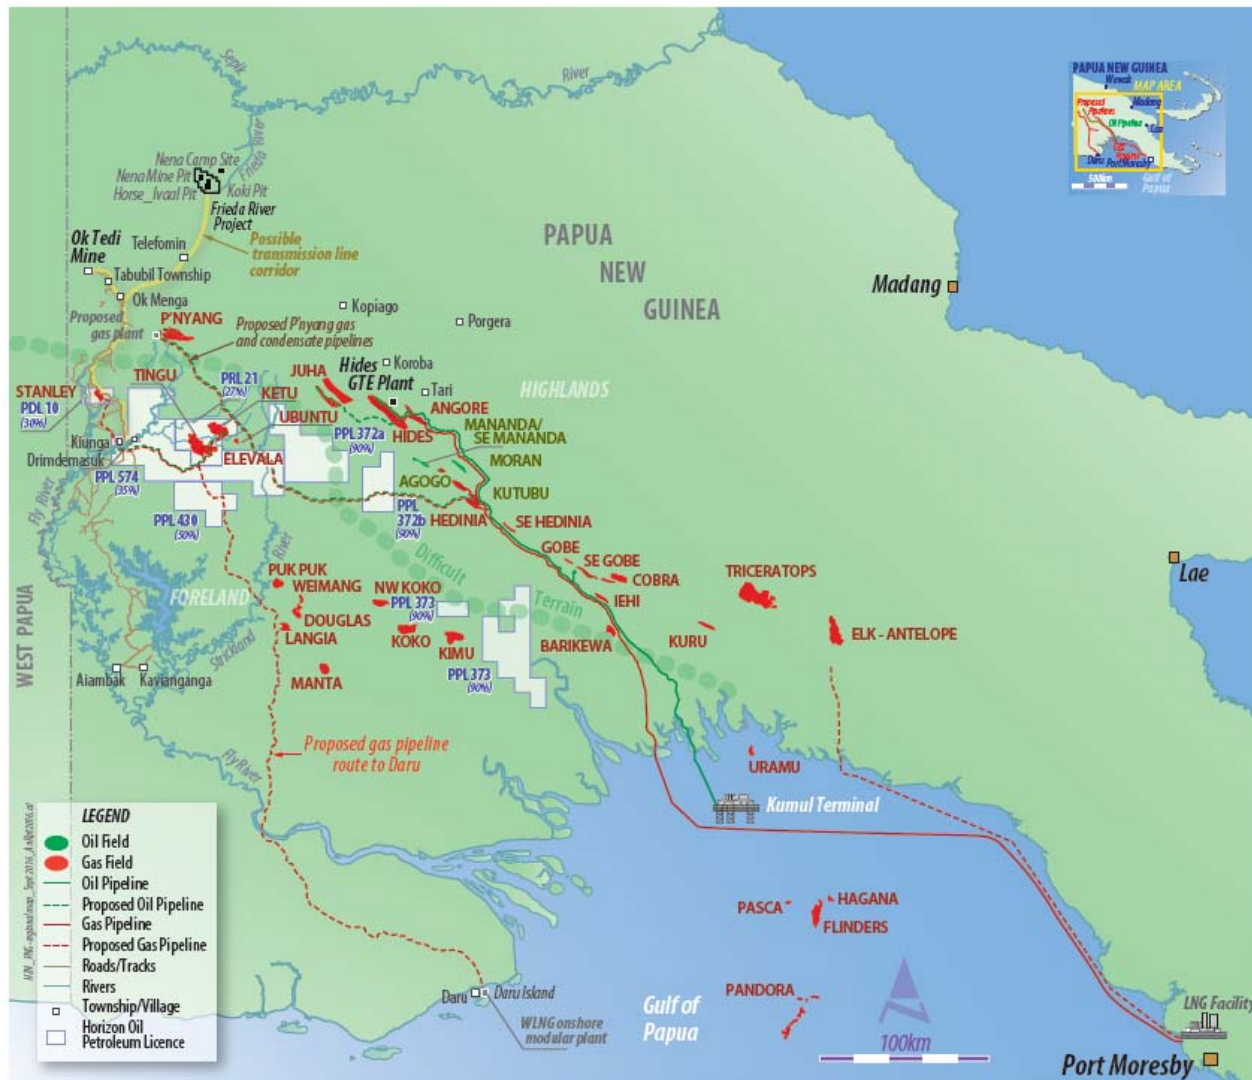 Sepik
River
PAPUA NEW GUINEA
Wewak
MAP AREA
Proposed
Pipelines
Madang
Oil Pipeline
Lae
Daru
Port Moresby
500km
Gulf of
Papua
Nena Camp Site
Nena Mine Pit
Horse_Ivaal Pit
Koki Pit
Frieda River
Frieda River
Project
Ok Tedi
Mine
Telefomin
Possible
transmission line
corridor
Tabubil Township
Ok Menga
PAPUA
NEW
GUINEA
Madang
Proposed
gas plant
P'NYANG
Proposed P'nyang gas
and condensate pipelines
Kopiago
Porgera
TINGU
PRL 21
(27%)
KETU
UBUNTU
JUHA
Hides
GTE Plant
Koroba
Tari
HIGHLANDS
STANLEY
PDL 10
(30%)
ANGORE
HIDES
MANANDA/
SE MANANDA
MORAN
Kiunga
Drimdemasuk
ELEVALA
PPL 372a
(90%)
AGOGO
KUTUBU
PPL 574
(35%)
PPL 430
(50%)
PPL
372b
(90%)
HEDINIA
SE HEDINIA
Fly River
River
Difficult
Terrain
GOBE
SE GOBE
COBRA
IEHI
TRICERATOPS
Lae
PUK PUK
WEIMANG
NW KOKO
PPL 373
(90%)
FORELAND
DOUGLAS
LANGIA
KOKO
KIMU
BARIKEWA
KURU
ELK - ANTELOPE
Strickland
WEST PAPUA
Aiambak
Kavianganga
MANTA
PPL 373
(90%)
Fly River
Proposed gas pipeline
route to Daru
URAMU
Kumul Terminal
LEGEND
Oil Field
Gas Field
Oil Pipeline
Proposed Oil Pipeline
Gas Pipeline
Proposed Gas Pipeline
Roads/Tracks
Rivers
Township/Village
Horizon Oil
Petroleum Licence
PASCA
HAGANA
FLINDERS
PANDORA
Daru
Daru Island
WLNG onshore
modular plant
Gulf of
Papua
100km
LNG Facility
Port Moresby